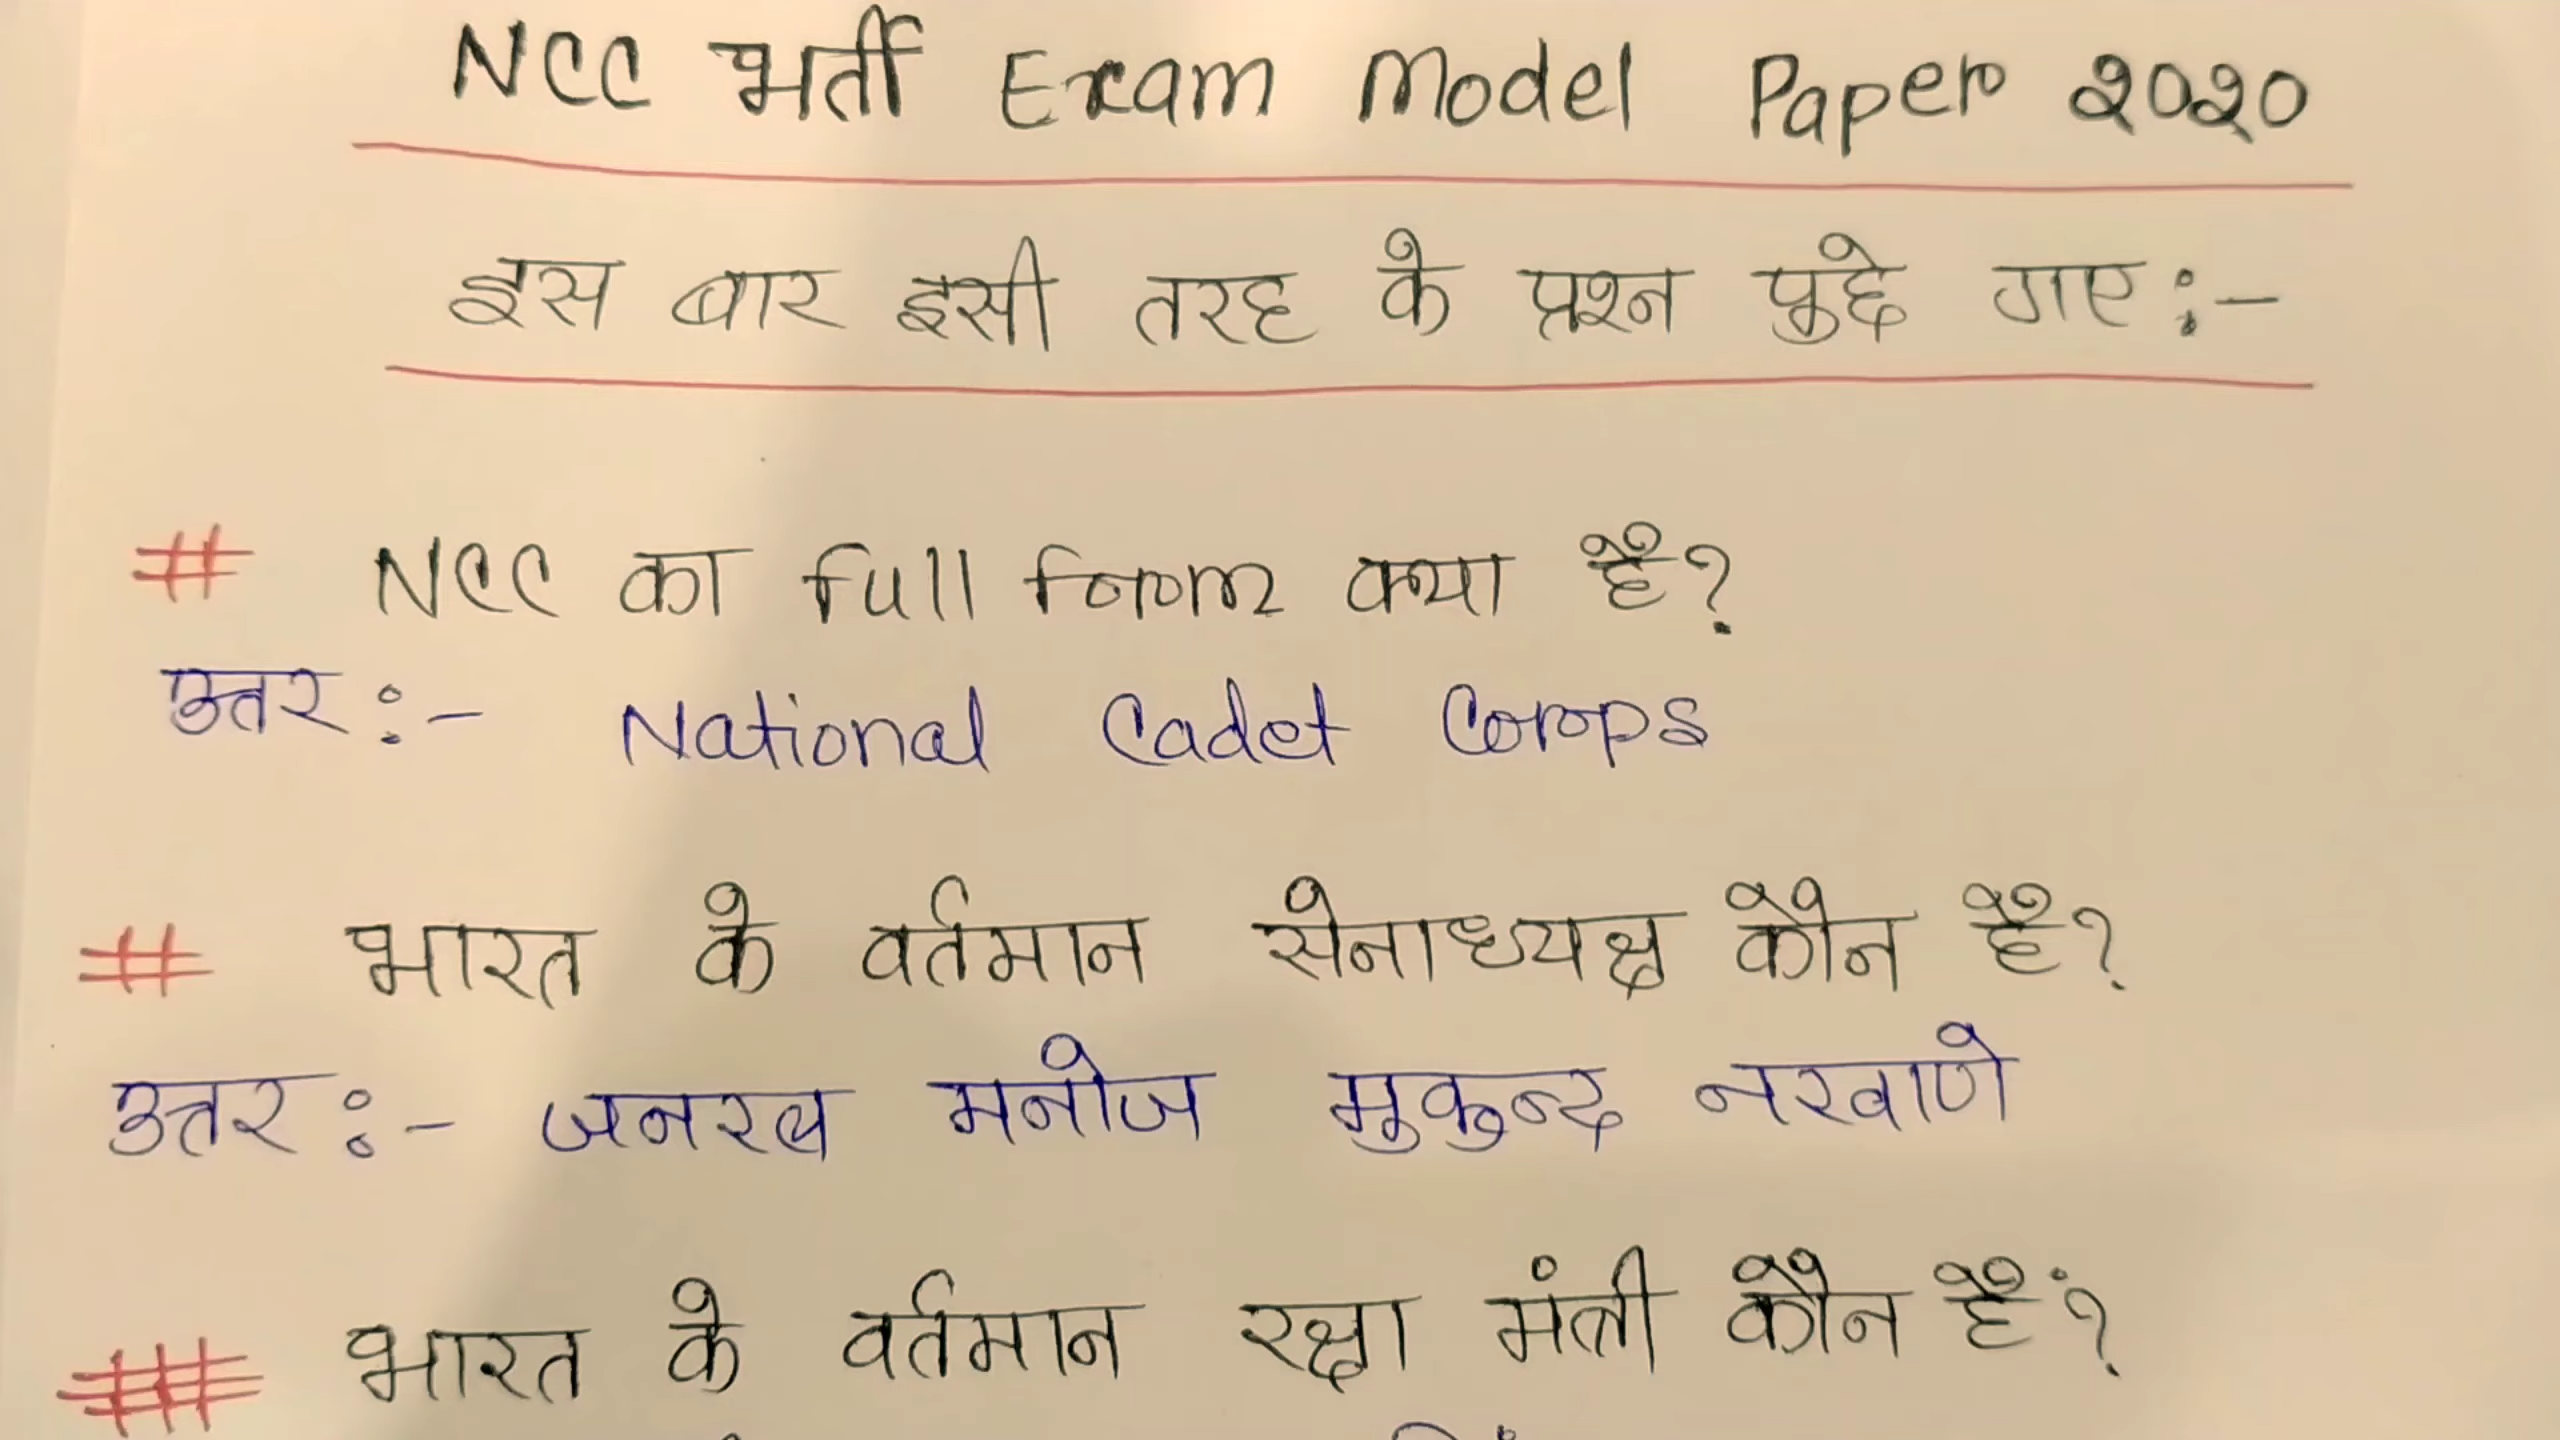 NCC भर्ती Exam Model Paper २०२०
इस बार इसी तरह के प्रश्न पुछे गए :-
# NCC का full form क्या है?
उत्तर :- National Cadet Corps
# भारत के वर्तमान सेनाध्यक्ष कौन है?
उत्तर :- जनरल मनोज मुकुन्द नरवाणे
# भारत के वर्तमान रक्षा मंत्री कौन हैं?